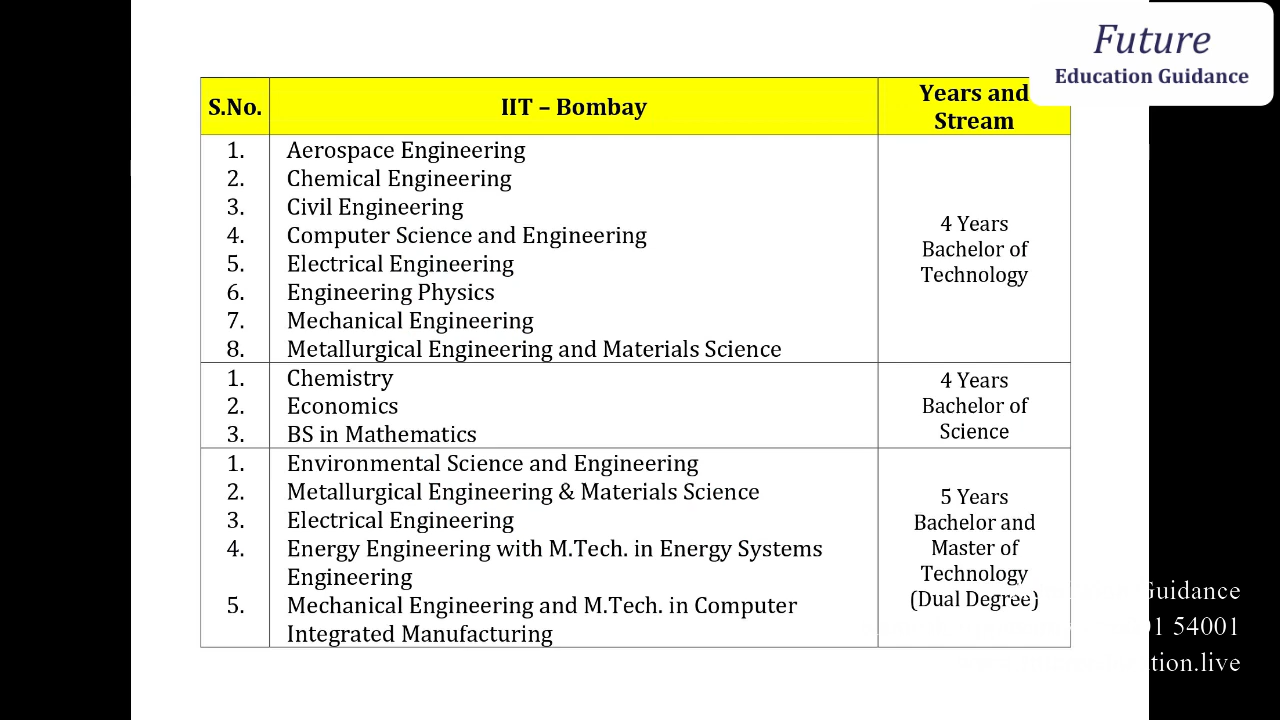 Future
Education Guidance
S.No.
IIT – Bombay
Years and
Stream
1. Aerospace Engineering
2. Chemical Engineering
3. Civil Engineering
4. Computer Science and Engineering
5. Electrical Engineering
6. Engineering Physics
7. Mechanical Engineering
8. Metallurgical Engineering and Materials Science
4 Years
Bachelor of
Technology
1. Chemistry
2. Economics
3. BS in Mathematics
4 Years
Bachelor of
Science
1. Environmental Science and Engineering
2. Metallurgical Engineering & Materials Science
3. Electrical Engineering
4. Energy Engineering with M.Tech. in Energy Systems
Engineering
5. Mechanical Engineering and M.Tech. in Computer
Integrated Manufacturing
5 Years
Bachelor and
Master of
Technology
(Dual Degree)
Guidance
54001